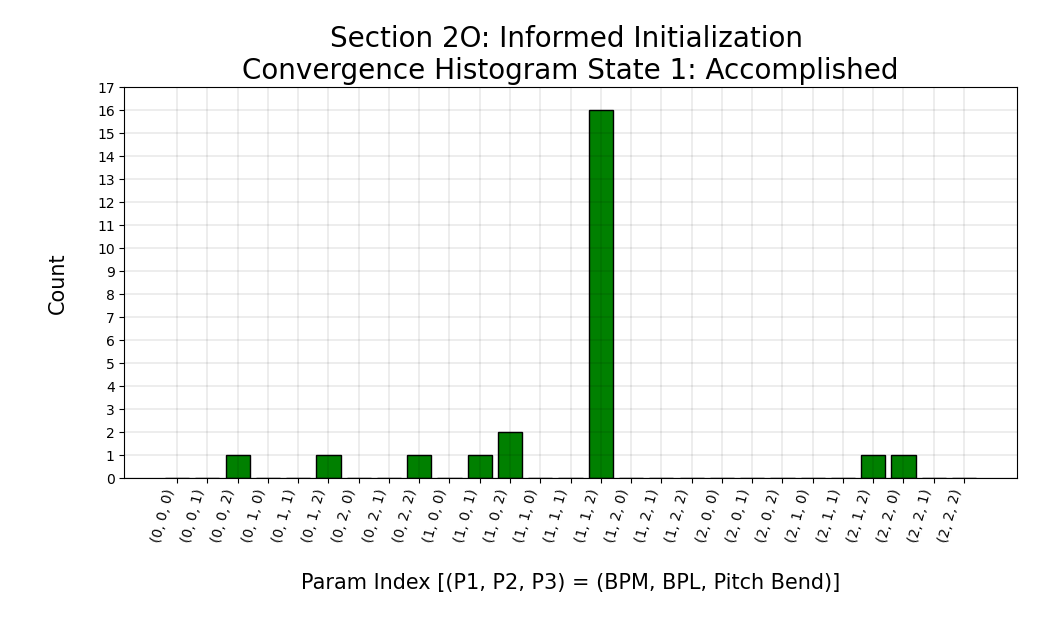 Section 2O: Informed Initialization
Convergence Histogram State 1: Accomplished
17
16
15
14
13
12
11
10
9
8
7
6
5
4
3
2
1
0
Count
(0, 0, 0)
(0, 0, 1)
(0, 0, 2)
(0, 1, 0)
(0, 1, 1)
(0, 1, 2)
(0, 2, 0)
(0, 2, 1)
(0, 2, 2)
(1, 0, 0)
(1, 0, 1)
(1, 0, 2)
(1, 1, 0)
(1, 1, 1)
(1, 1, 2)
(1, 2, 0)
(1, 2, 1)
(1, 2, 2)
(2, 0, 0)
(2, 0, 1)
(2, 0, 2)
(2, 1, 0)
(2, 1, 1)
(2, 1, 2)
(2, 2, 0)
(2, 2, 1)
(2, 2, 2)
Param Index [(P1, P2, P3) = (BPM, BPL, Pitch Bend)]